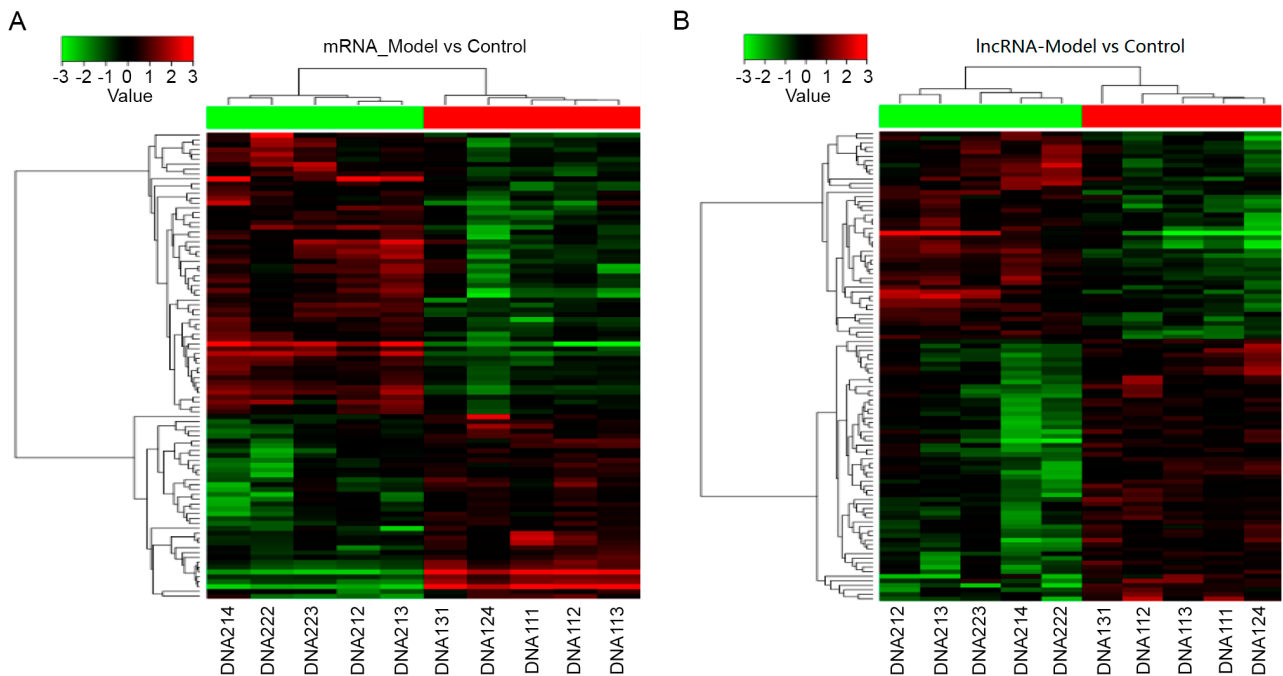 A
mRNA_Model vs Control
-3 -2 -1 0 1 2 3
Value
DNA214
DNA222
DNA223
DNA212
DNA213
DNA131
DNA124
DNA111
DNA112
DNA113
B
lncRNA-Model vs Control
-3 -2 -1 0 1 2 3
Value
DNA212
DNA213
DNA223
DNA214
DNA222
DNA131
DNA112
DNA113
DNA111
DNA124